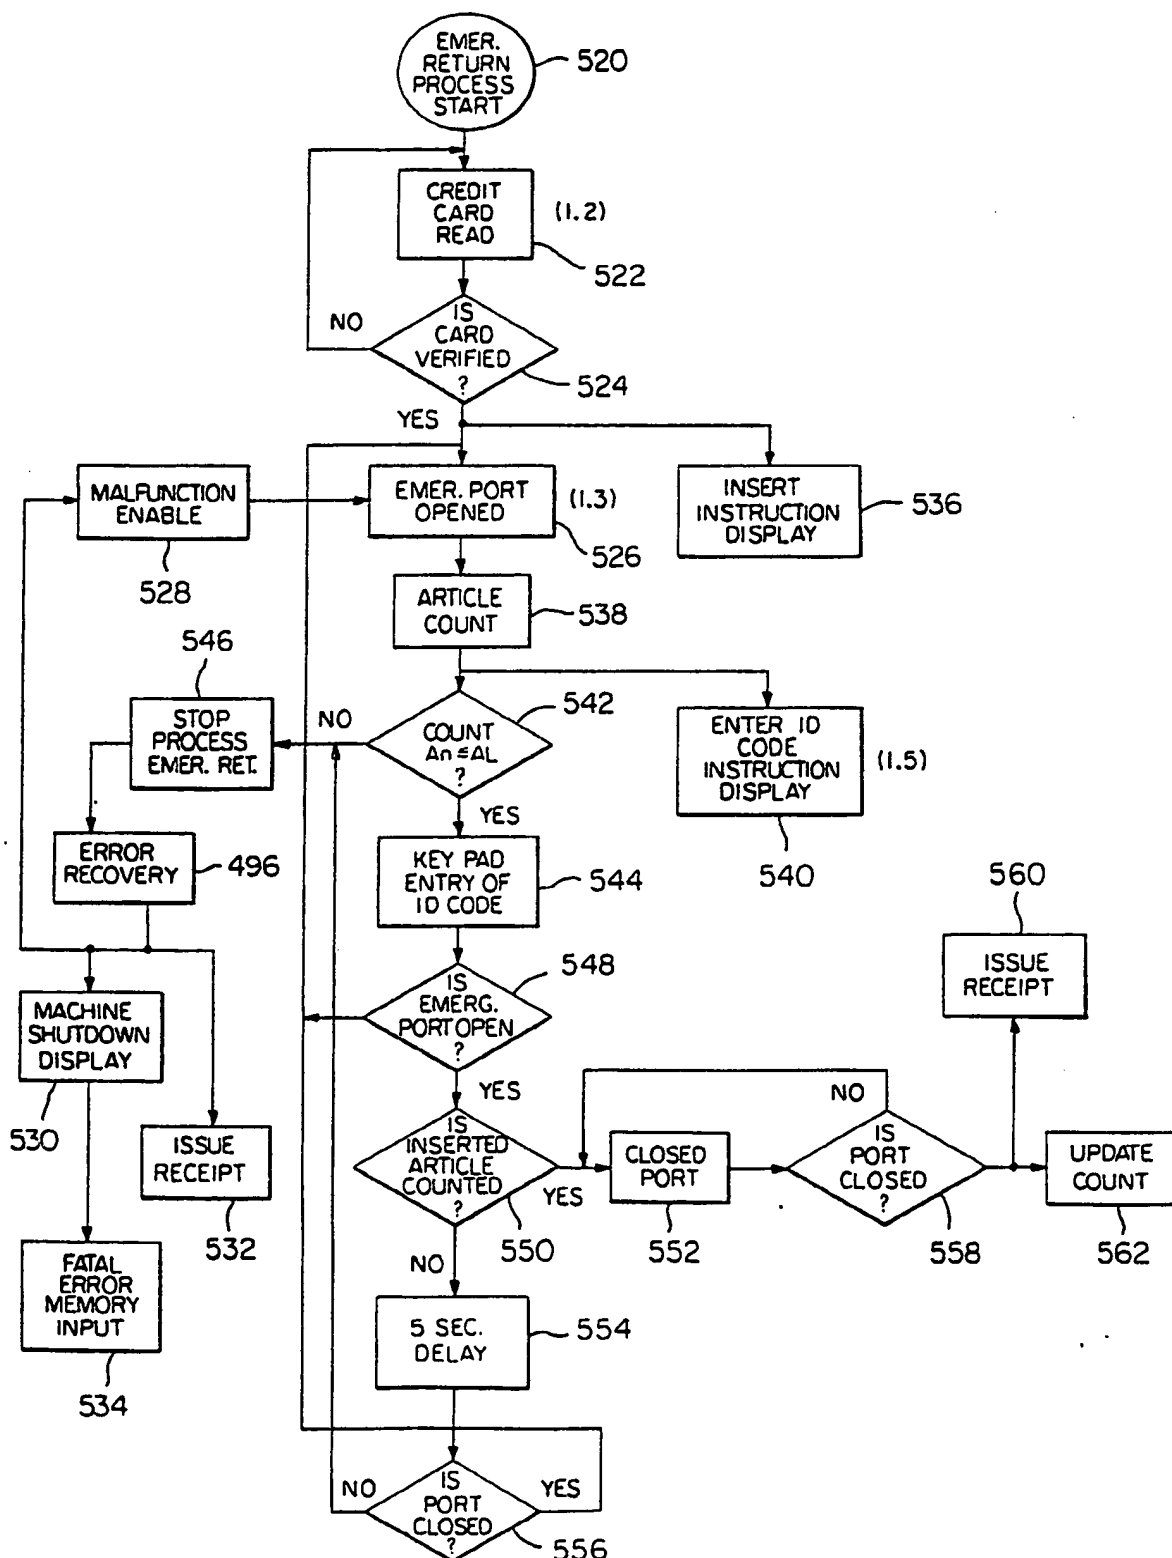 EMER.
RETURN
PROCESS
START
520
CREDIT
CARD
READ
(1.2)
522
IS
CARD
VERIFIED
?
NO
524
YES
MALFUNCTION
ENABLE
528
EMER. PORT
OPENED
(1.3)
526
INSERT
INSTRUCTION
DISPLAY
536
ARTICLE
COUNT
538
546
STOP
PROCESS
EMER. RET.
NO
COUNT
An ≤ AL
?
542
YES
ENTER ID
CODE
INSTRUCTION
DISPLAY
(1.5)
540
ERROR
RECOVERY
496
KEY PAD
ENTRY OF
ID CODE
544
560
ISSUE
RECEIPT
MACHINE
SHUTDOWN
DISPLAY
530
IS
EMERG.
PORT OPEN
?
548
YES
ISSUE
RECEIPT
532
IS
INSERTED
ARTICLE
COUNTED
?
550
YES
NO
CLOSED
PORT
552
NO
IS
PORT
CLOSED
?
558
UPDATE
COUNT
562
FATAL
ERROR
MEMORY
INPUT
534
5 SEC.
DELAY
554
NO
IS
PORT
CLOSED
?
YES
556